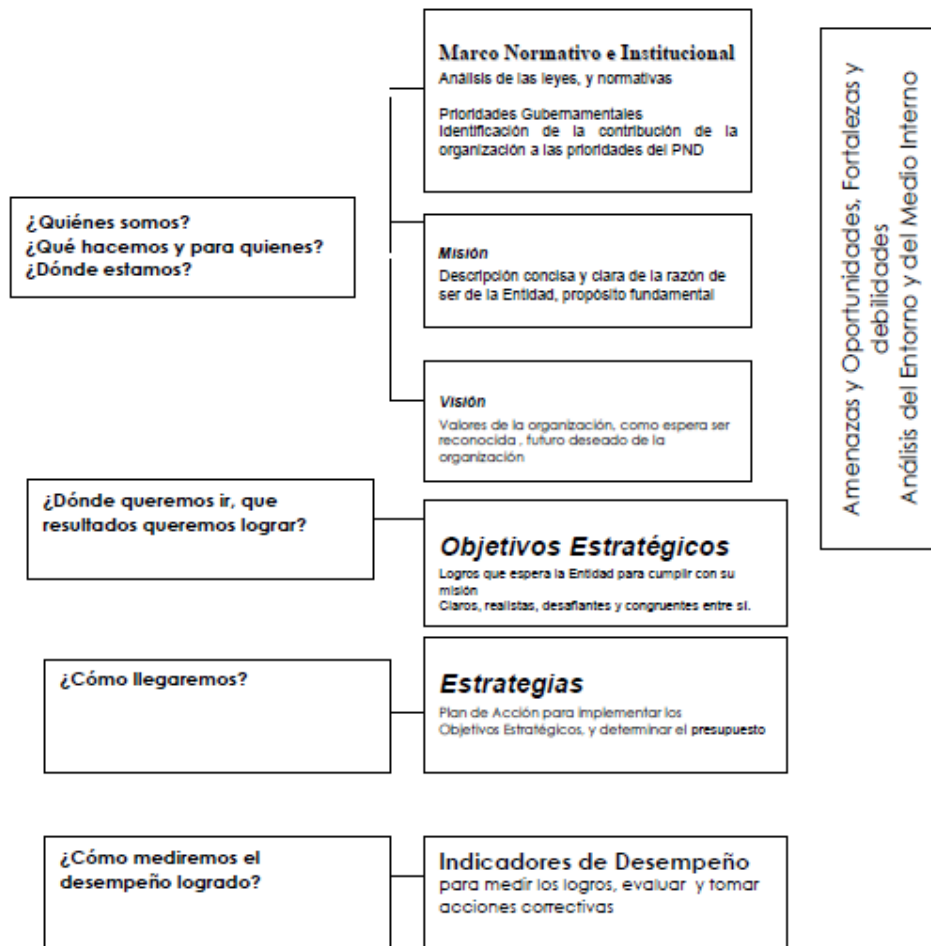 Marco Normativo e Institucional
Análisis de las leyes, y normativas
Prioridades Gubernamentales
Identificación de la contribución de la
organización a las prioridades del PND
¿Quiénes somos?
¿Qué hacemos y para quienes?
¿Dónde estamos?
Misión
Descripción concisa y clara de la razón de
ser de la Entidad, propósito fundamental
Visión
Valores de la organización, como espera ser
reconocida , futuro deseado de la
organización
¿Dónde queremos ir, que
resultados queremos lograr?
Objetivos Estratégicos
Logros que espera la Entidad para cumplir con su
misión
Claros, realistas, desafiantes y congruentes entre sí.
¿Cómo llegaremos?
Estrategias
Plan de Acción para implementar los
Objetivos Estratégicos, y determinar el presupuesto
¿Cómo mediremos el
desempeño logrado?
Indicadores de Desempeño
para medir los logros, evaluar y tomar
acciones correctivas
Amenazas y Oportunidades, Fortalezas y
debilidades
Análisis del Entorno y del Medio Interno